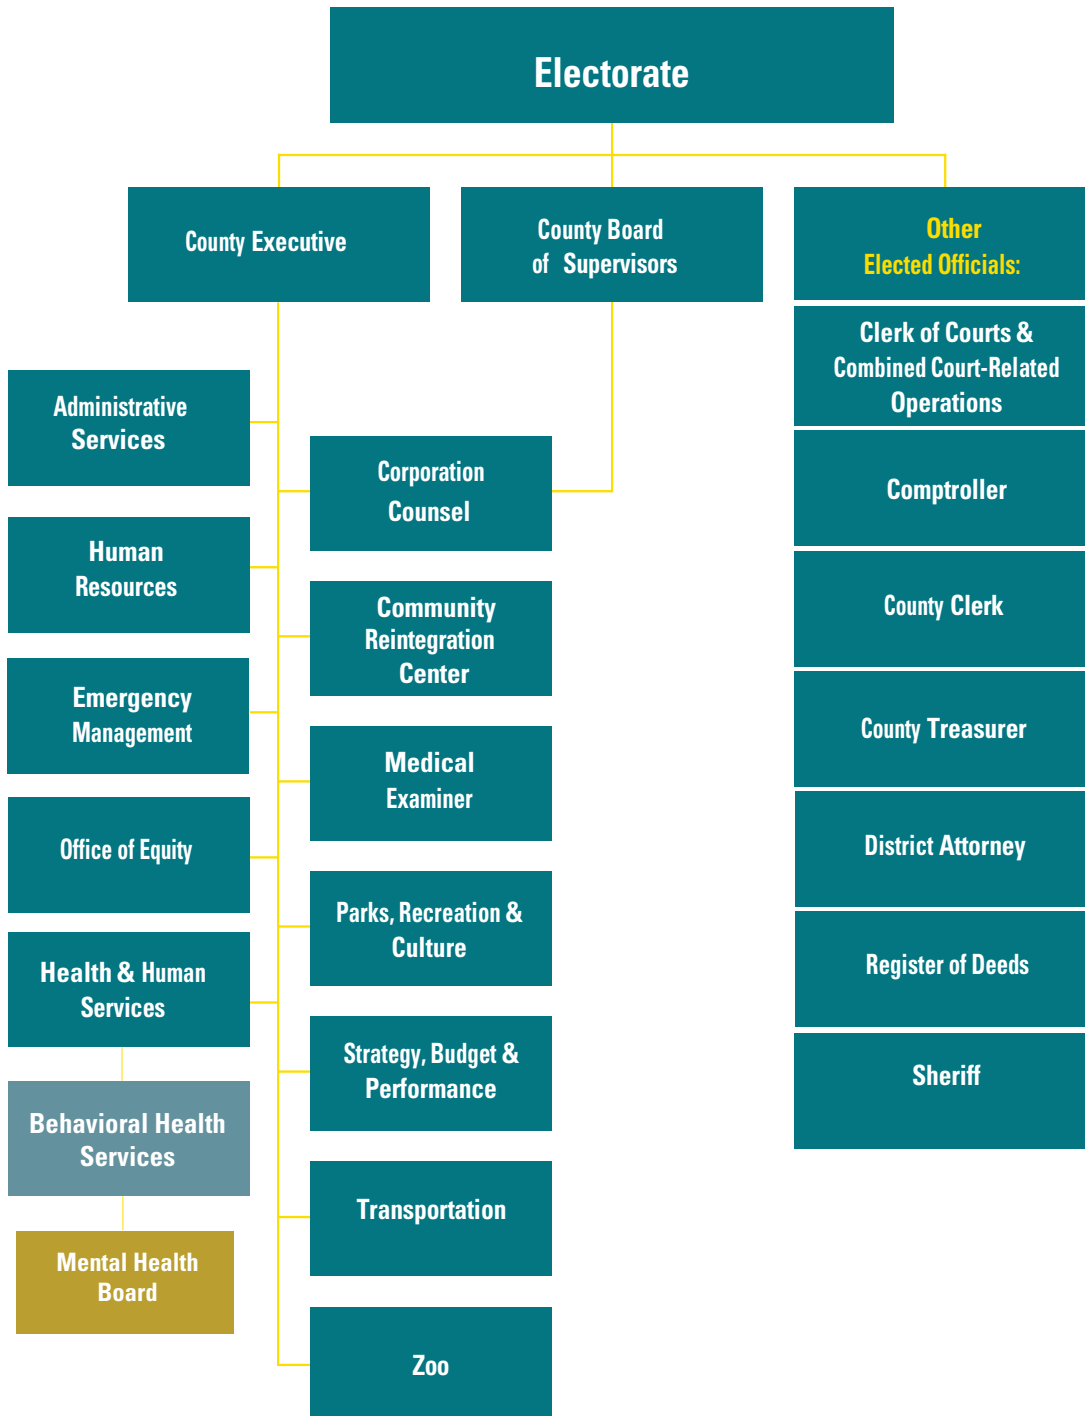 Electorate
County Executive
County Board
of Supervisors
Other
Elected Officials:
Clerk of Courts &
Combined Court-Related
Operations
Comptroller
County Clerk
County Treasurer
District Attorney
Register of Deeds
Sheriff
Administrative
Services
Human
Resources
Emergency
Management
Office of Equity
Health & Human
Services
Behavioral Health
Services
Mental Health
Board
Corporation
Counsel
Community
Reintegration
Center
Medical
Examiner
Parks, Recreation &
Culture
Strategy, Budget &
Performance
Transportation
Zoo